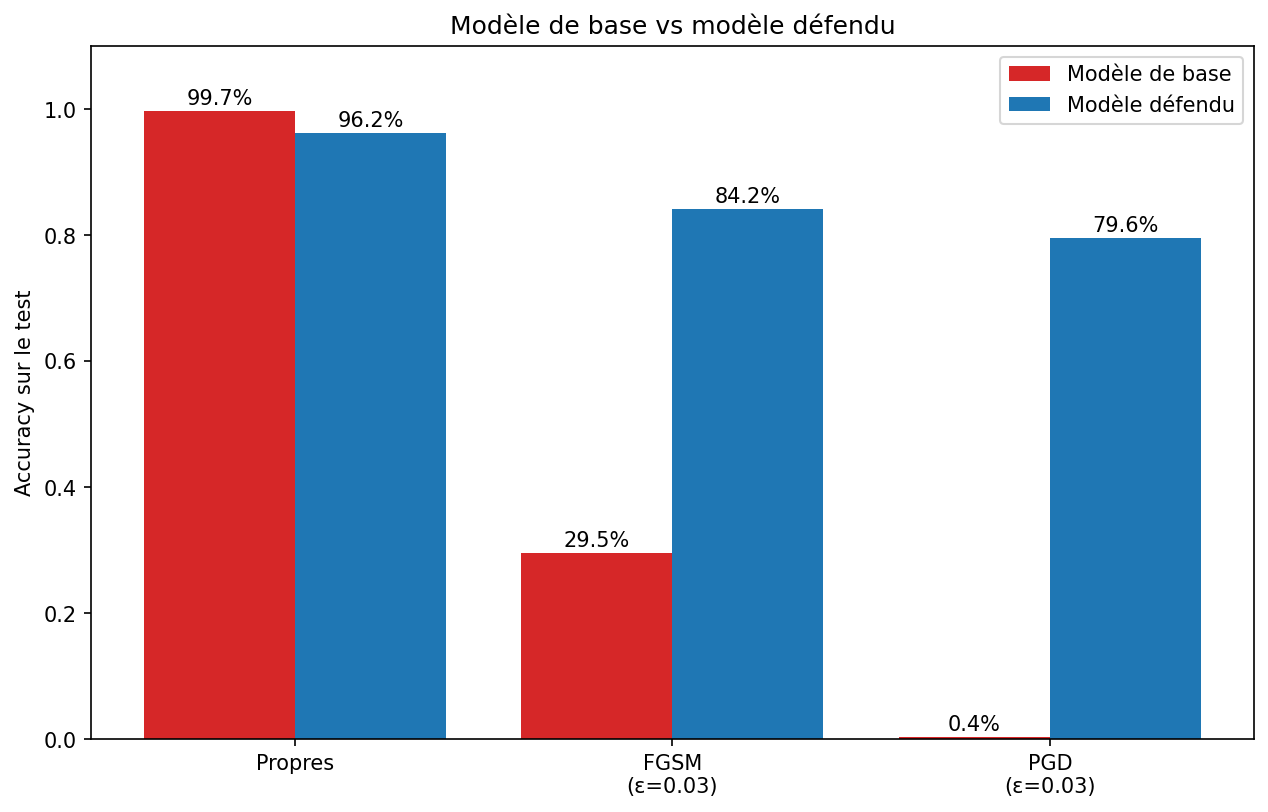 Modèle de base vs modèle défendu
Modèle de base
Modèle défendu
Accuracy sur le test
1.0
0.8
0.6
0.4
0.2
0.0
99.7%
96.2%
29.5%
84.2%
0.4%
79.6%
Propres
FGSM
(ε=0.03)
PGD
(ε=0.03)